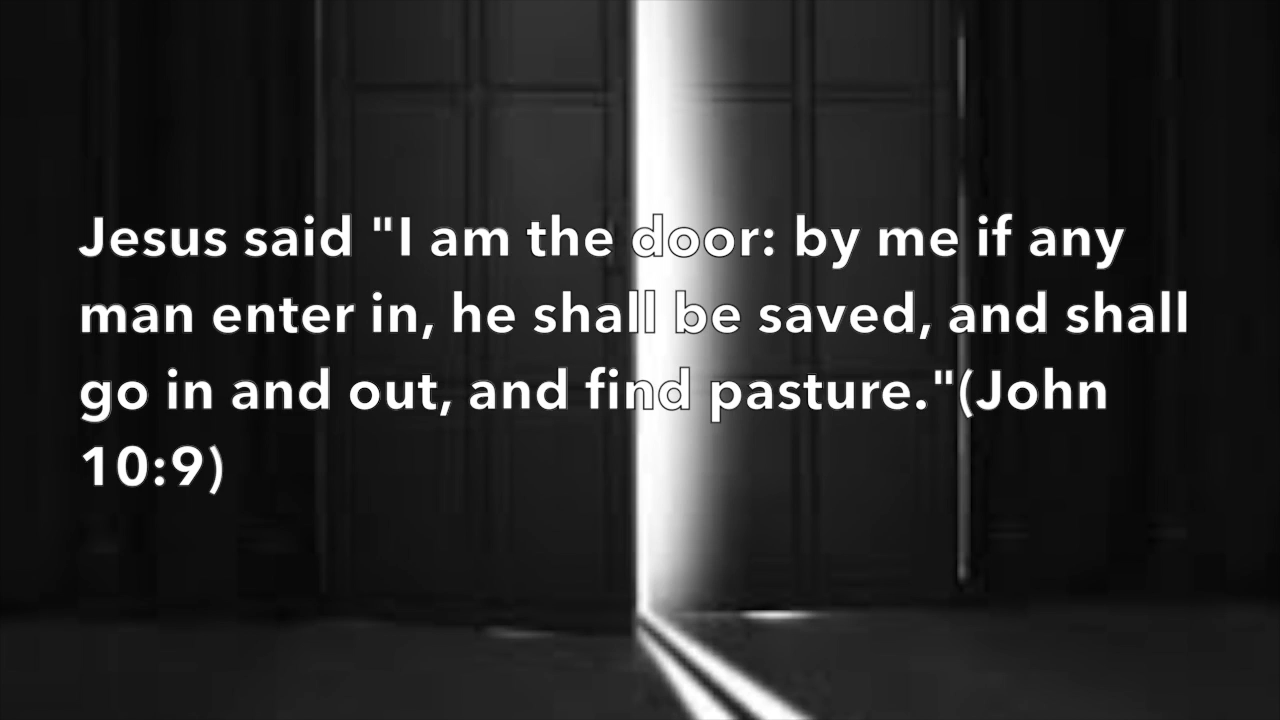 Jesus said "I am the door: by me if any
man enter in, he shall be saved, and shall
go in and out, and find pasture."(John
10:9)